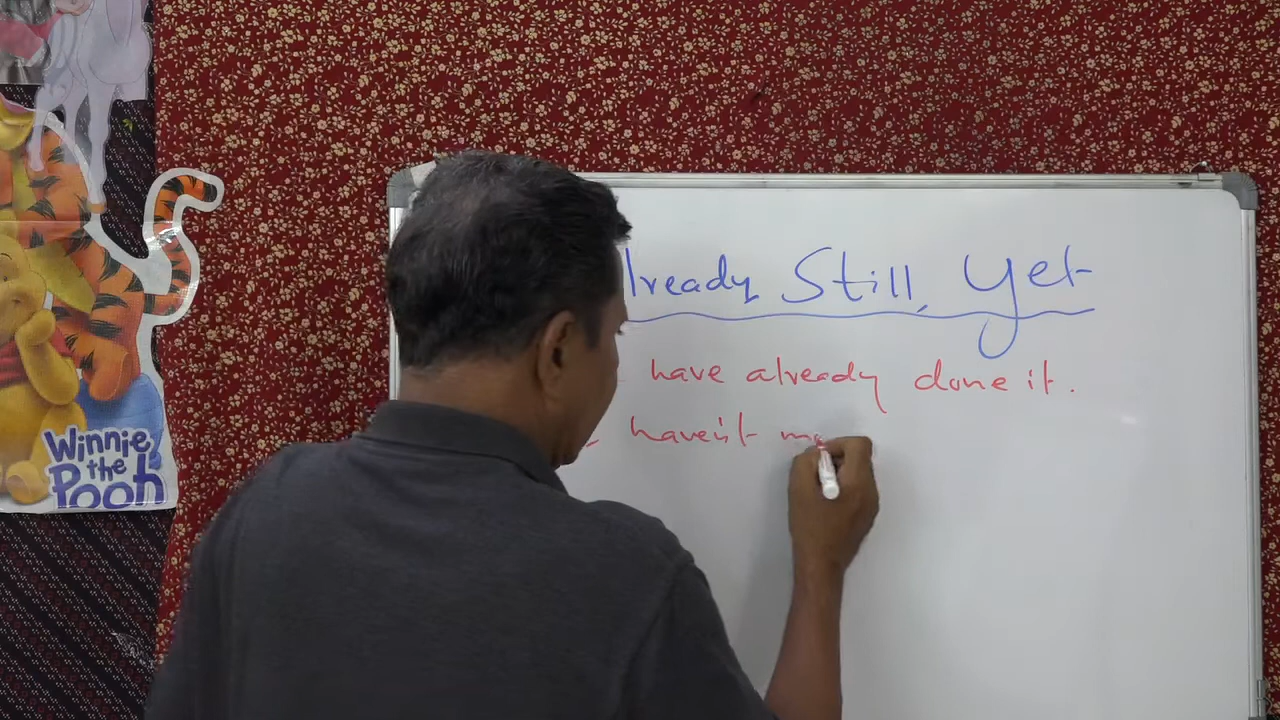 Winnie
the
Pooh
lready, Still, Yet
have already done it.
haven't